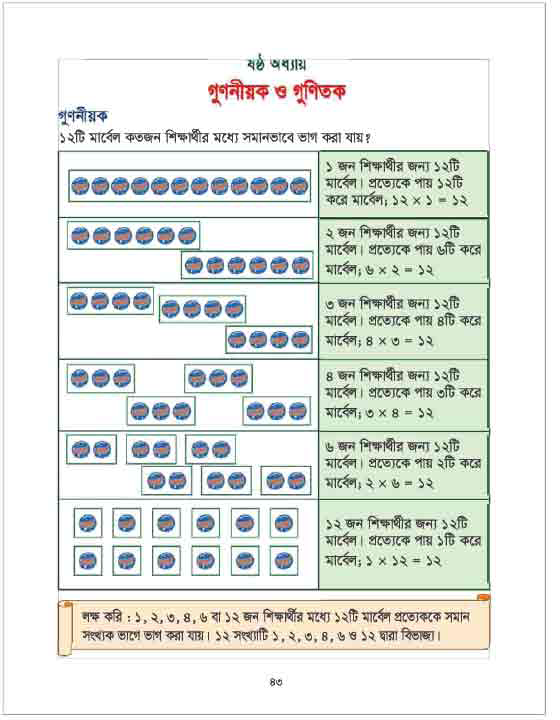 ষষ্ঠ অধ্যায়
গুণনীয়ক ও গুণিতক
গুণনীয়ক
১২টি মার্বেল কতজন শিক্ষার্থীর মধ্যে সমানভাবে ভাগ করা যায়?
১ জন শিক্ষার্থীর জন্য ১২টি
মার্বেল। প্রত্যেকে পায় ১২টি
করে মার্বেল; ১২ × ১ = ১২
২ জন শিক্ষার্থীর জন্য ১২টি
মার্বেল। প্রত্যেকে পায় ৬টি করে
মার্বেল; ৬ × ২ = ১২
৩ জন শিক্ষার্থীর জন্য ১২টি
মার্বেল। প্রত্যেকে পায় ৪টি করে
মার্বেল; ৪ × ৩ = ১২
৪ জন শিক্ষার্থীর জন্য ১২টি
মার্বেল। প্রত্যেকে পায় ৩টি করে
মার্বেল; ৩ × ৪ = ১২
৬ জন শিক্ষার্থীর জন্য ১২টি
মার্বেল। প্রত্যেকে পায় ২টি করে
মার্বেল; ২ × ৬ = ১২
১২ জন শিক্ষার্থীর জন্য ১২টি
মার্বেল। প্রত্যেকে পায় ১টি করে
মার্বেল; ১ × ১২ = ১২
লক্ষ করি : ১, ২, ৩, ৪, ৬ বা ১২ জন শিক্ষার্থির মধ্যে ১২টি মার্বেল প্রত্যেককে সমান
সংখ্যক ভাগে ভাগ করা যায়। ১২ সংখ্যাটি ১, ২, ৩, ৪, ৬ ও ১২ দ্বারা বিভাজ্য।
৪৩